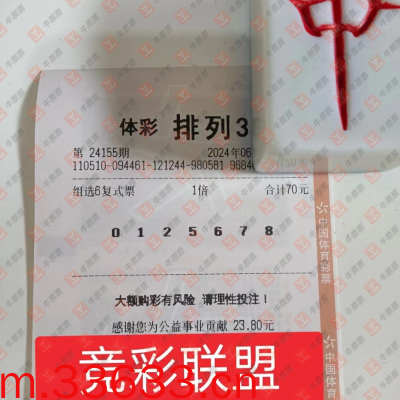 体彩 排列3
第 24155期 2024年06
110510-094461-121244-980581 9884
组选6复式票 1倍 合计70元
0 1 2 5 6 7 8
大额购彩有风险 请理性投注！
感谢您为公益事业贡献 23.80元
竞彩联盟
中国体育彩票
中国体育